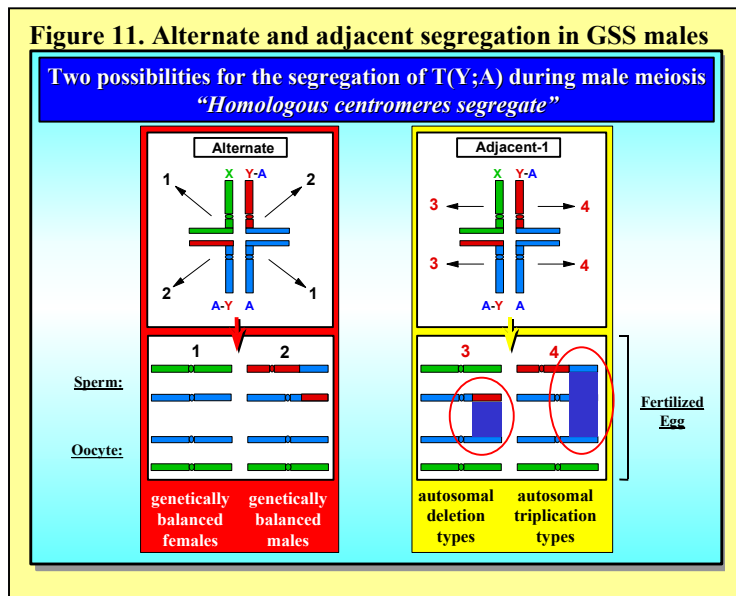 Figure 11. Alternate and adjacent segregation in GSS males
Two possibilities for the segregation of T(Y;A) during male meiosis
“Homologous centromeres segregate”
Alternate
X Y-A
1 2
2 1
A-Y A
Adjacent-1
X Y-A
3 4
3 4
A-Y A
1 2
3 4
Sperm:
Oocyte:
Fertilized
Egg
genetically
balanced
females
genetically
balanced
males
autosomal
deletion
types
autosomal
triplication
types